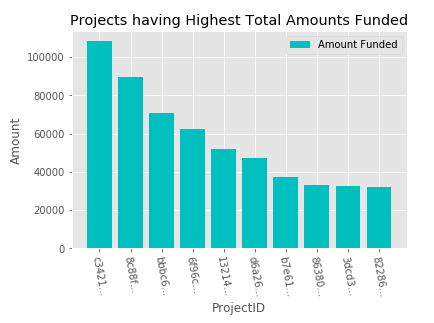 Projects having Highest Total Amounts Funded
Amount Funded
100000
80000
60000
40000
20000
0
Amount
c3421...
8c88f...
bbbc6...
6f96c...
13214...
d6a26...
b7e61...
86380...
3dcd3...
82286...
ProjectID